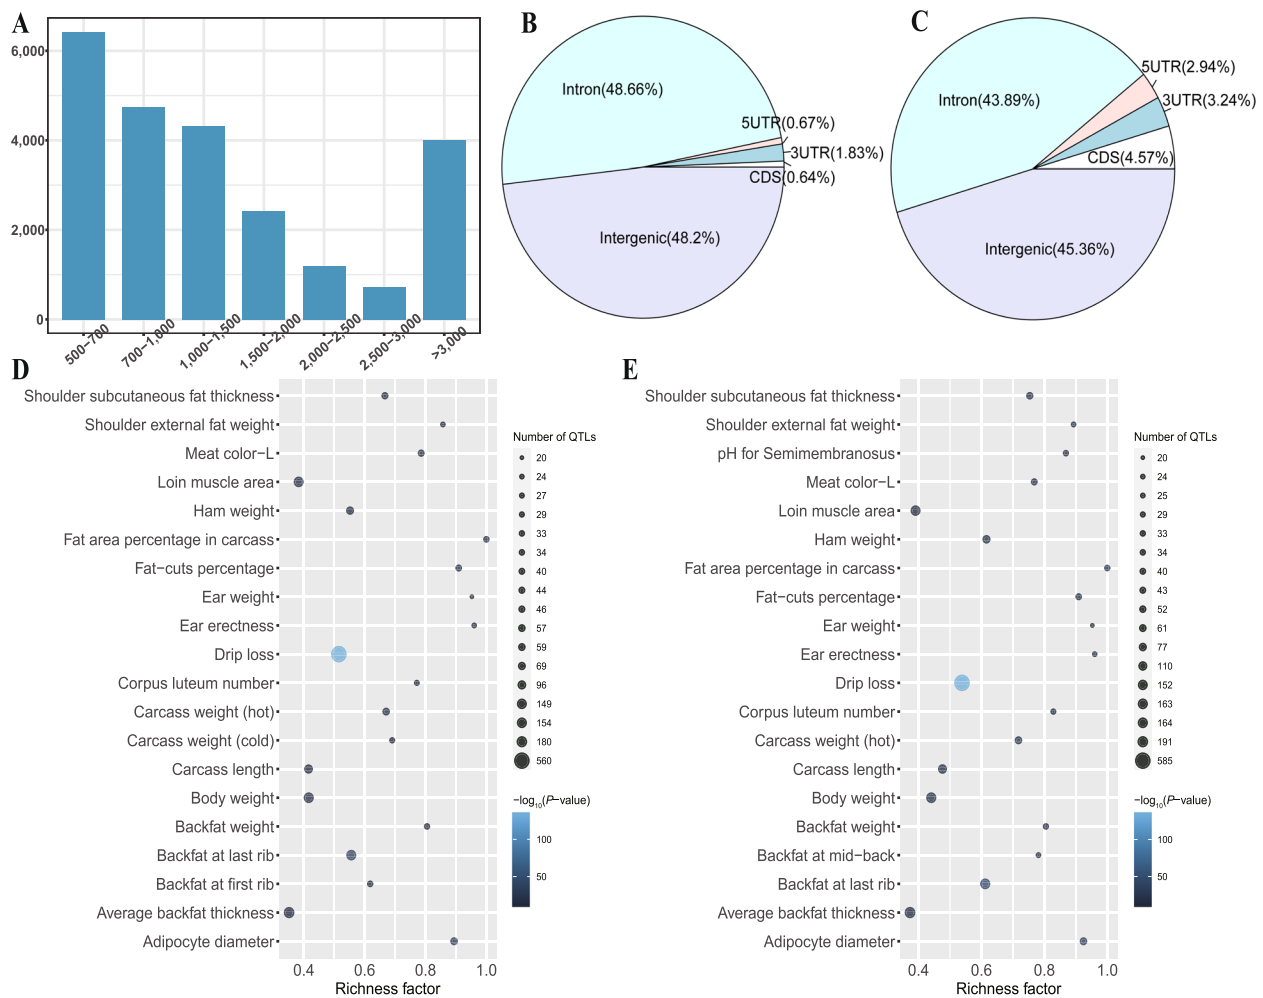 A
6,000
4,000
2,000
0
500−700
700−1,000
1,000−1,500
1,500−2,000
2,000−2,500
2,500−3,000
>3,000
B
Intron(48.66%)
5UTR(0.67%)
3UTR(1.83%)
CDS(0.64%)
Intergenic(48.2%)
C
Intron(43.89%)
5UTR(2.94%)
3UTR(3.24%)
CDS(4.57%)
Intergenic(45.36%)
D
Shoulder subcutaneous fat thickness
Shoulder external fat weight
Meat color−L
Loin muscle area
Ham weight
Fat area percentage in carcass
Fat−cuts percentage
Ear weight
Ear erectness
Drip loss
Corpus luteum number
Carcass weight (hot)
Carcass weight (cold)
Carcass length
Body weight
Backfat weight
Backfat at last rib
Backfat at first rib
Average backfat thickness
Adipocyte diameter
0.4 0.6 0.8 1.0
Richness factor
Number of QTLs
20
24
27
29
33
34
40
44
46
57
59
69
96
149
154
180
560
−log10(P−value)
100
50
E
Shoulder subcutaneous fat thickness
Shoulder external fat weight
pH for Semimembranosus
Meat color−L
Loin muscle area
Ham weight
Fat area percentage in carcass
Fat−cuts percentage
Ear weight
Ear erectness
Drip loss
Corpus luteum number
Carcass weight (hot)
Carcass length
Body weight
Backfat weight
Backfat at mid−back
Backfat at last rib
Average backfat thickness
Adipocyte diameter
0.4 0.6 0.8 1.0
Richness factor
Number of QTLs
20
24
25
29
33
34
40
43
52
61
77
110
152
163
164
191
585
−log10(P−value)
100
50